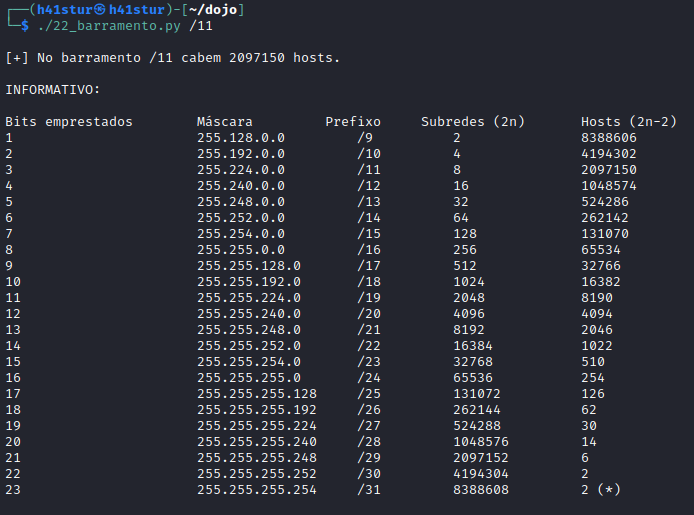 ┌──(h41stur㉿h41stur)-[~/dojo]
└─$ ./22_barramento.py /11
[+] No barramento /11 cabem 2097150 hosts.
INFORMATIVO:
Bits emprestados Máscara Prefixo Subredes (2n) Hosts (2n-2)
1 255.128.0.0 /9 2 8388606
2 255.192.0.0 /10 4 4194302
3 255.224.0.0 /11 8 2097150
4 255.240.0.0 /12 16 1048574
5 255.248.0.0 /13 32 524286
6 255.252.0.0 /14 64 262142
7 255.254.0.0 /15 128 131070
8 255.255.0.0 /16 256 65534
9 255.255.128.0 /17 512 32766
10 255.255.192.0 /18 1024 16382
11 255.255.224.0 /19 2048 8190
12 255.255.240.0 /20 4096 4094
13 255.255.248.0 /21 8192 2046
14 255.255.252.0 /22 16384 1022
15 255.255.254.0 /23 32768 510
16 255.255.255.0 /24 65536 254
17 255.255.255.128 /25 131072 126
18 255.255.255.192 /26 262144 62
19 255.255.255.224 /27 524288 30
20 255.255.255.240 /28 1048576 14
21 255.255.255.248 /29 2097152 6
22 255.255.255.252 /30 4194304 2
23 255.255.255.254 /31 8388608 2 (*)